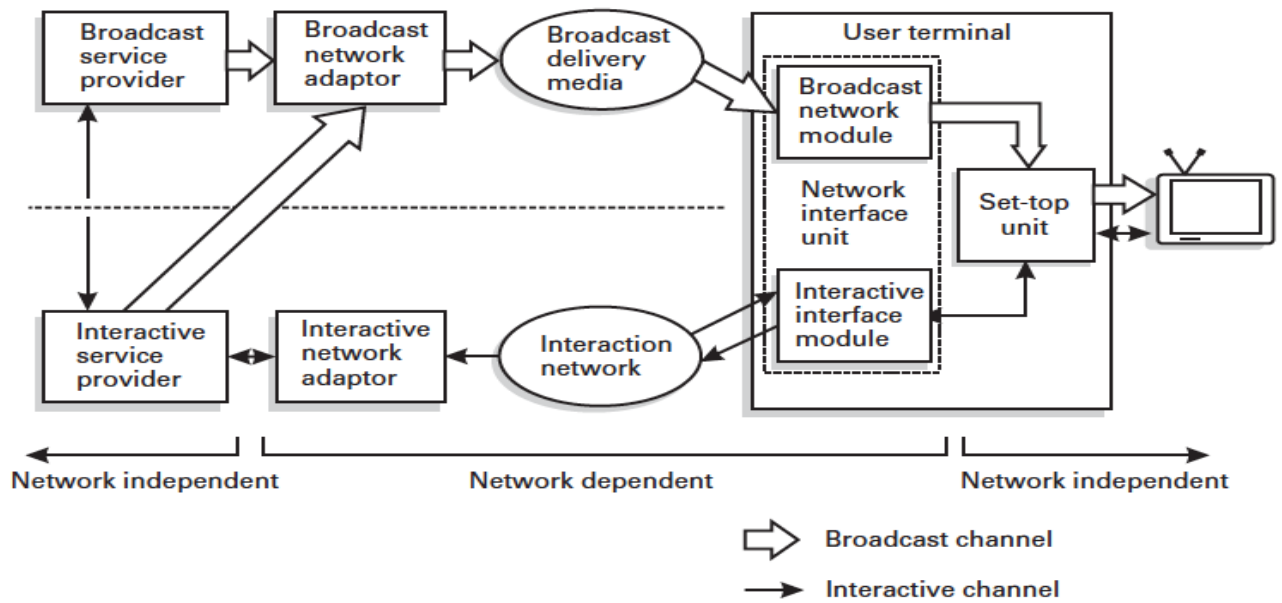 Broadcast
service
provider
Broadcast
network
adaptor
Broadcast
delivery
media
User terminal
Broadcast
network
module
Network
interface
unit
Set-top
unit
Interactive
service
provider
Interactive
network
adaptor
Interaction
network
Interactive
interface
module
Network independent
Network dependent
Network independent
Broadcast channel
Interactive channel